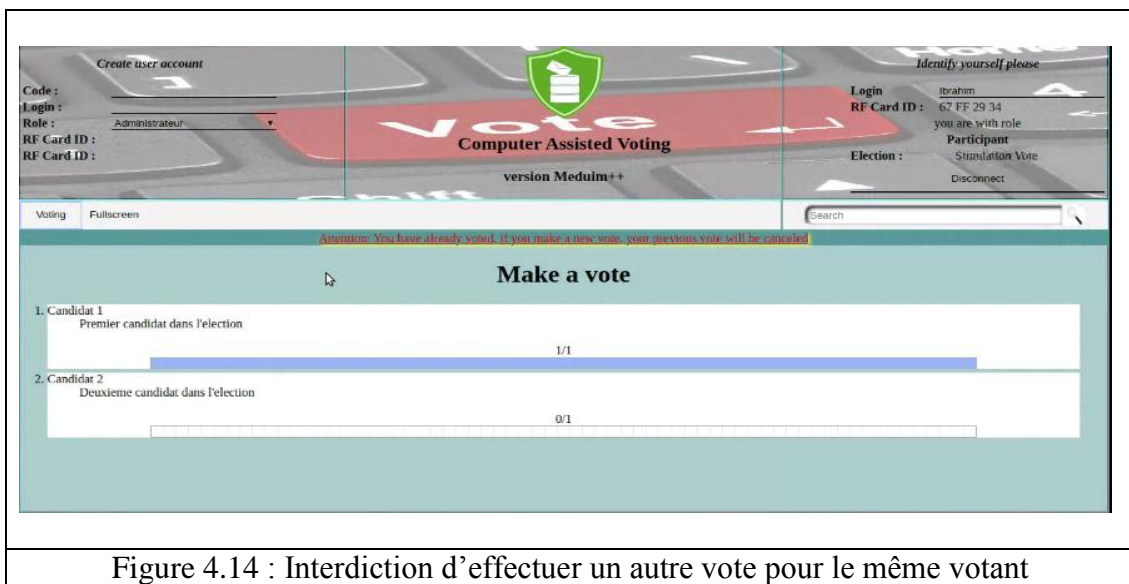 Create user account
Code :
Login :
Role : Administrateur
RF Card ID :
RF Card ID :
Vote
Computer Assisted Voting
version Meduim++
Shift
Home
Identify yourself please
Login Ibrahim
RF Card ID : 67 FF 29 34
you are with role
Participant
Election : Stimulation Vote
Disconnect
Voting Fullscreen
Search
Attention: You have already voted, if you make a new vote, your previous vote will be canceled
Make a vote
1. Candidat 1
Premier candidat dans l'election
1/1
2. Candidat 2
Deuxieme candidat dans l'election
0/1
Figure 4.14 : Interdiction d’effectuer un autre vote pour le même votant